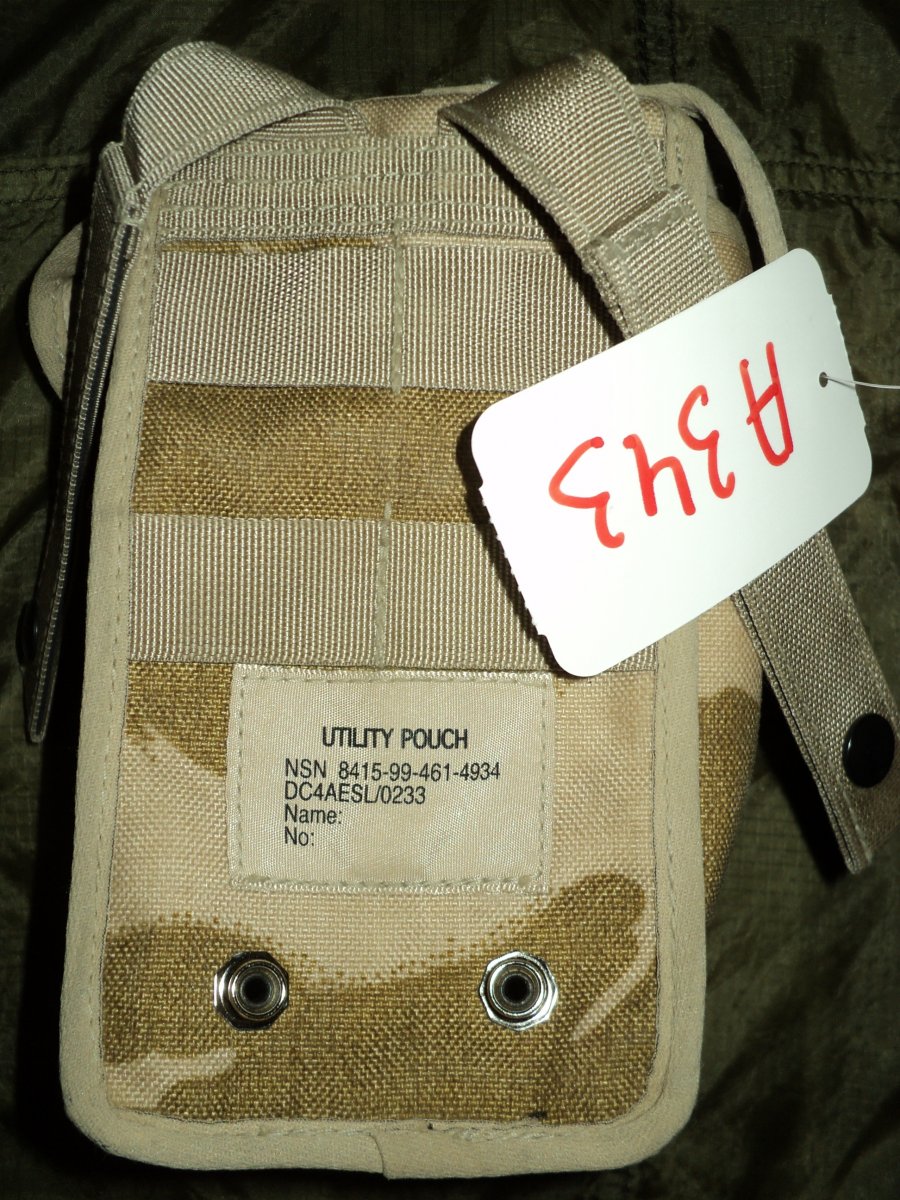 A343
UTILITY POUCH
NSN 8415-99-461-4934
DC4AESL/0233
Name:
No: